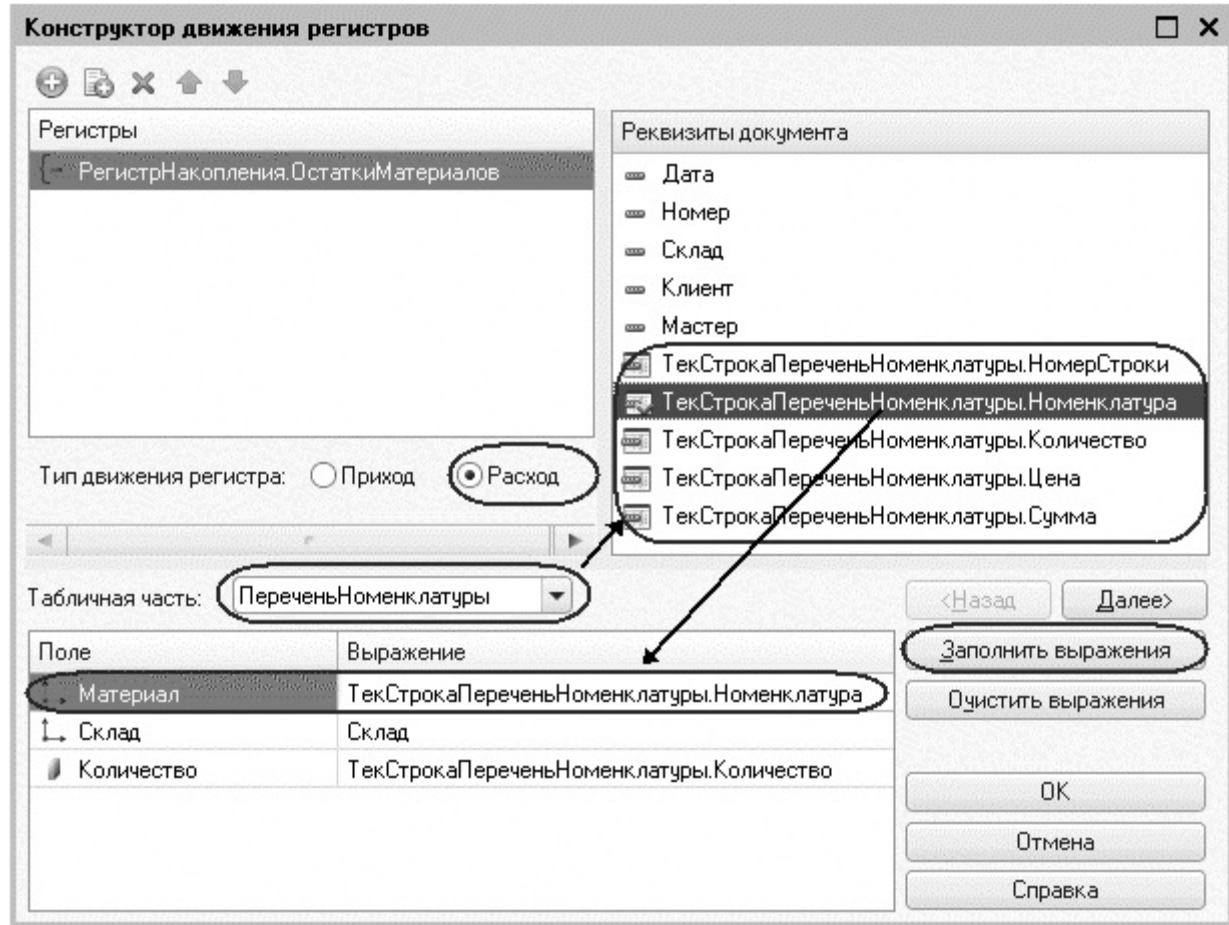 Конструктор движения регистров
Регистры
РегистрНакопления.ОстаткиМатериалов
Реквизиты документа
Дата
Номер
Склад
Клиент
Мастер
ТекСтрокаПереченьНоменклатуры.НомерСтроки
ТекСтрокаПереченьНоменклатуры.Номенклатура
ТекСтрокаПереченьНоменклатуры.Количество
ТекСтрокаПереченьНоменклатуры.Цена
ТекСтрокаПереченьНоменклатуры.Сумма
Тип движения регистра: Приход Расход
Табличная часть: ПереченьНоменклатуры
<Назад Далее>
Поле Выражение
Материал ТекСтрокаПереченьНоменклатуры.Номенклатура
Склад Склад
Количество ТекСтрокаПереченьНоменклатуры.Количество
Заполнить выражения
Очистить выражения
ОК
Отмена
Справка